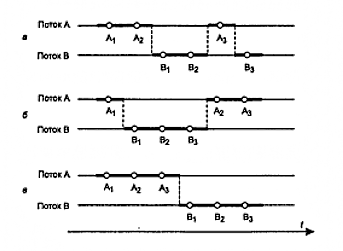 Поток A
A1 A2 A3
а
Поток B
B1 B2 B3
Поток A
A1 A2 A3
б
Поток B
B1 B2 B3
Поток A
A1 A2 A3
в
Поток B
B1 B2 B3
t